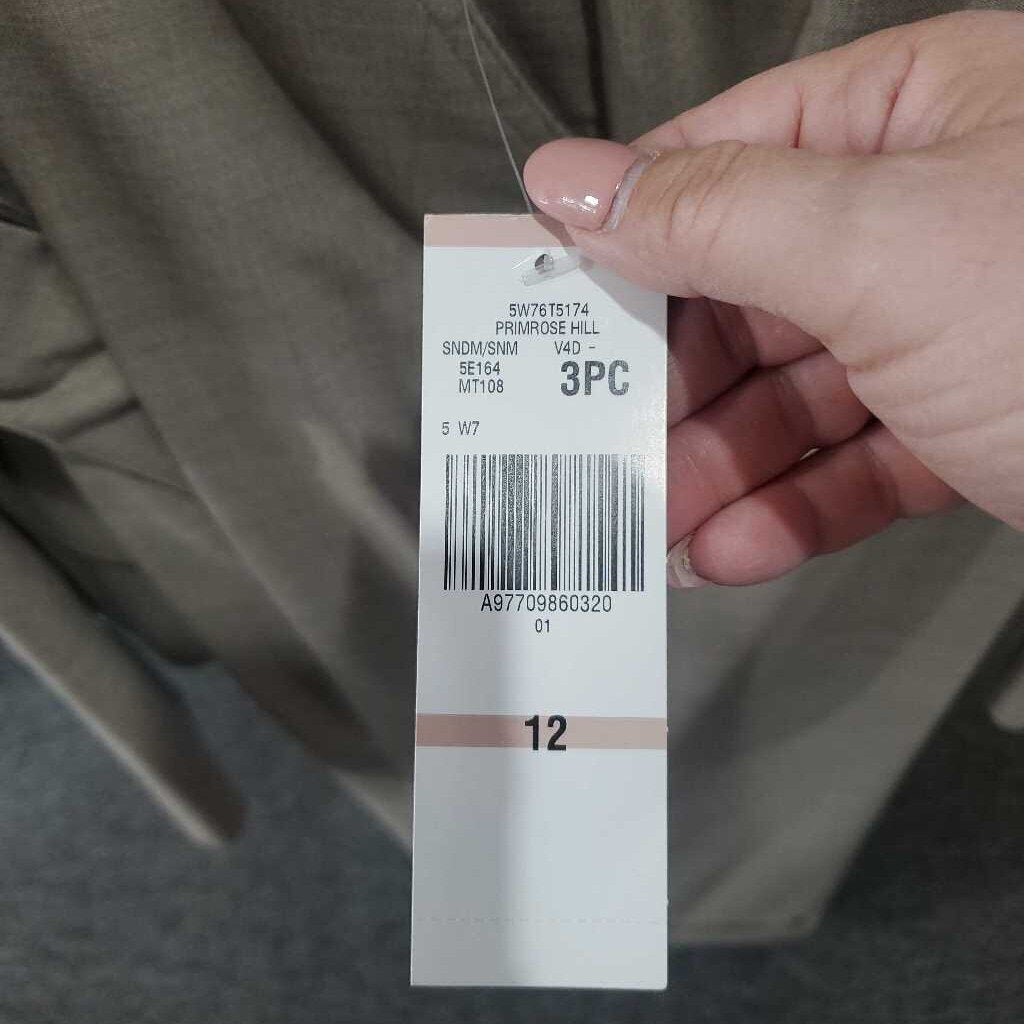 5W76T5174
PRIMROSE HILL
SNDM/SNM V4D -
5E164
MT108
3PC
5 W7
A97709860320
01
12